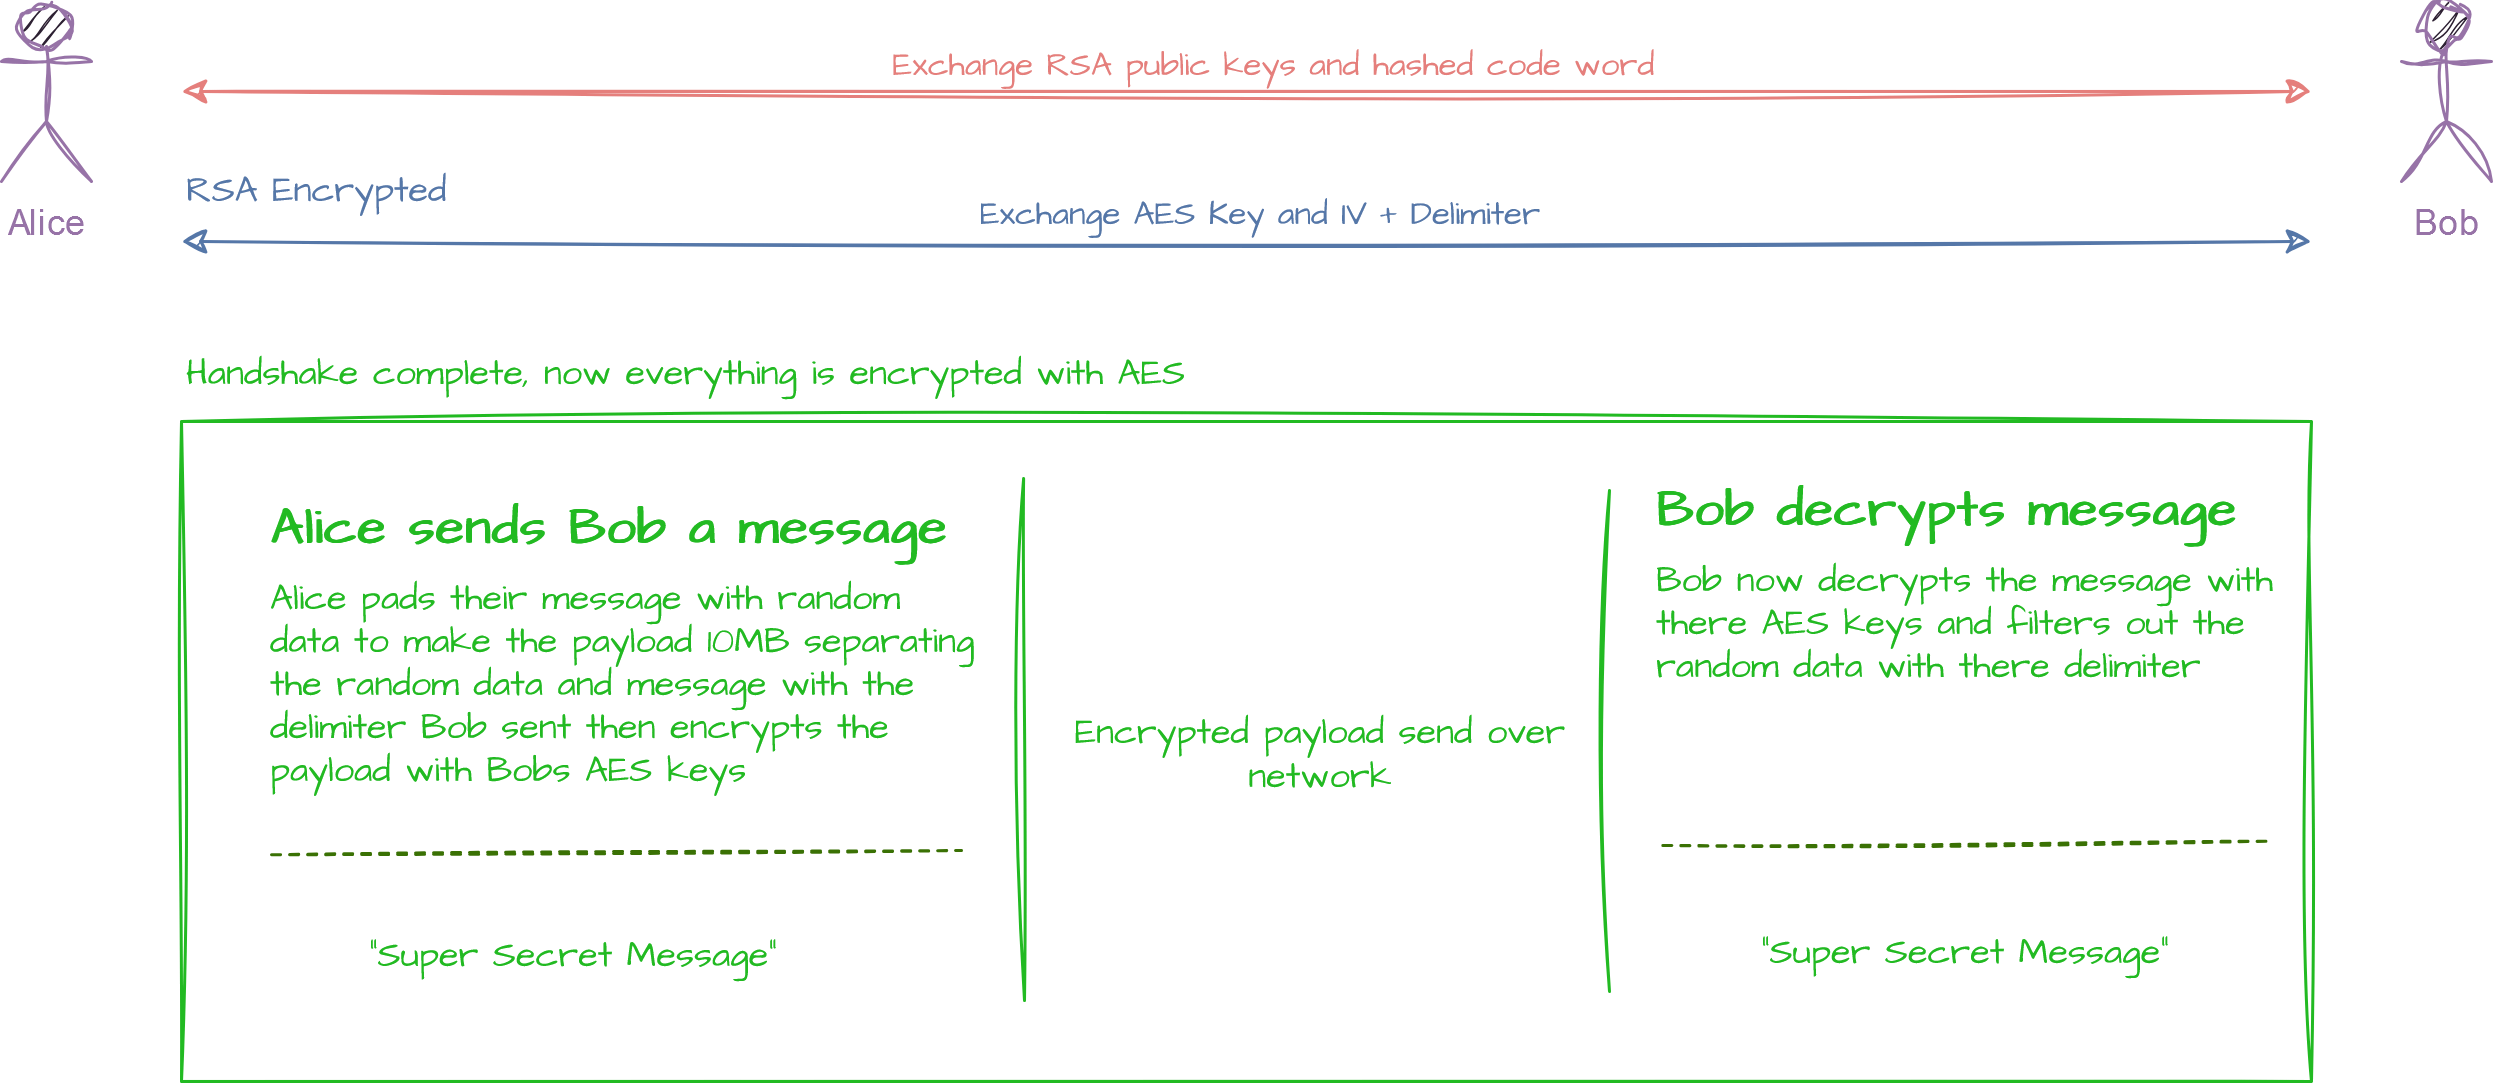 Exchange RSA public keys and hashed code word
RSA Encrypted
Exchange AES Key and IV + Delimiter
Alice
Bob
Handshake complete, now everything is encrypted with AES
Alice sends Bob a message
Alice pads their message with random
data to make the payload 10MB separating
the random data and message with the
delimiter Bob sent then encrypts the
payload with Bobs AES keys
"Super Secret Message"
Encrypted payload send over
network
Bob decrypts message
Bob now decrypts the message with
there AES keys and filters out the
random data with there delimiter
"Super Secret Message"